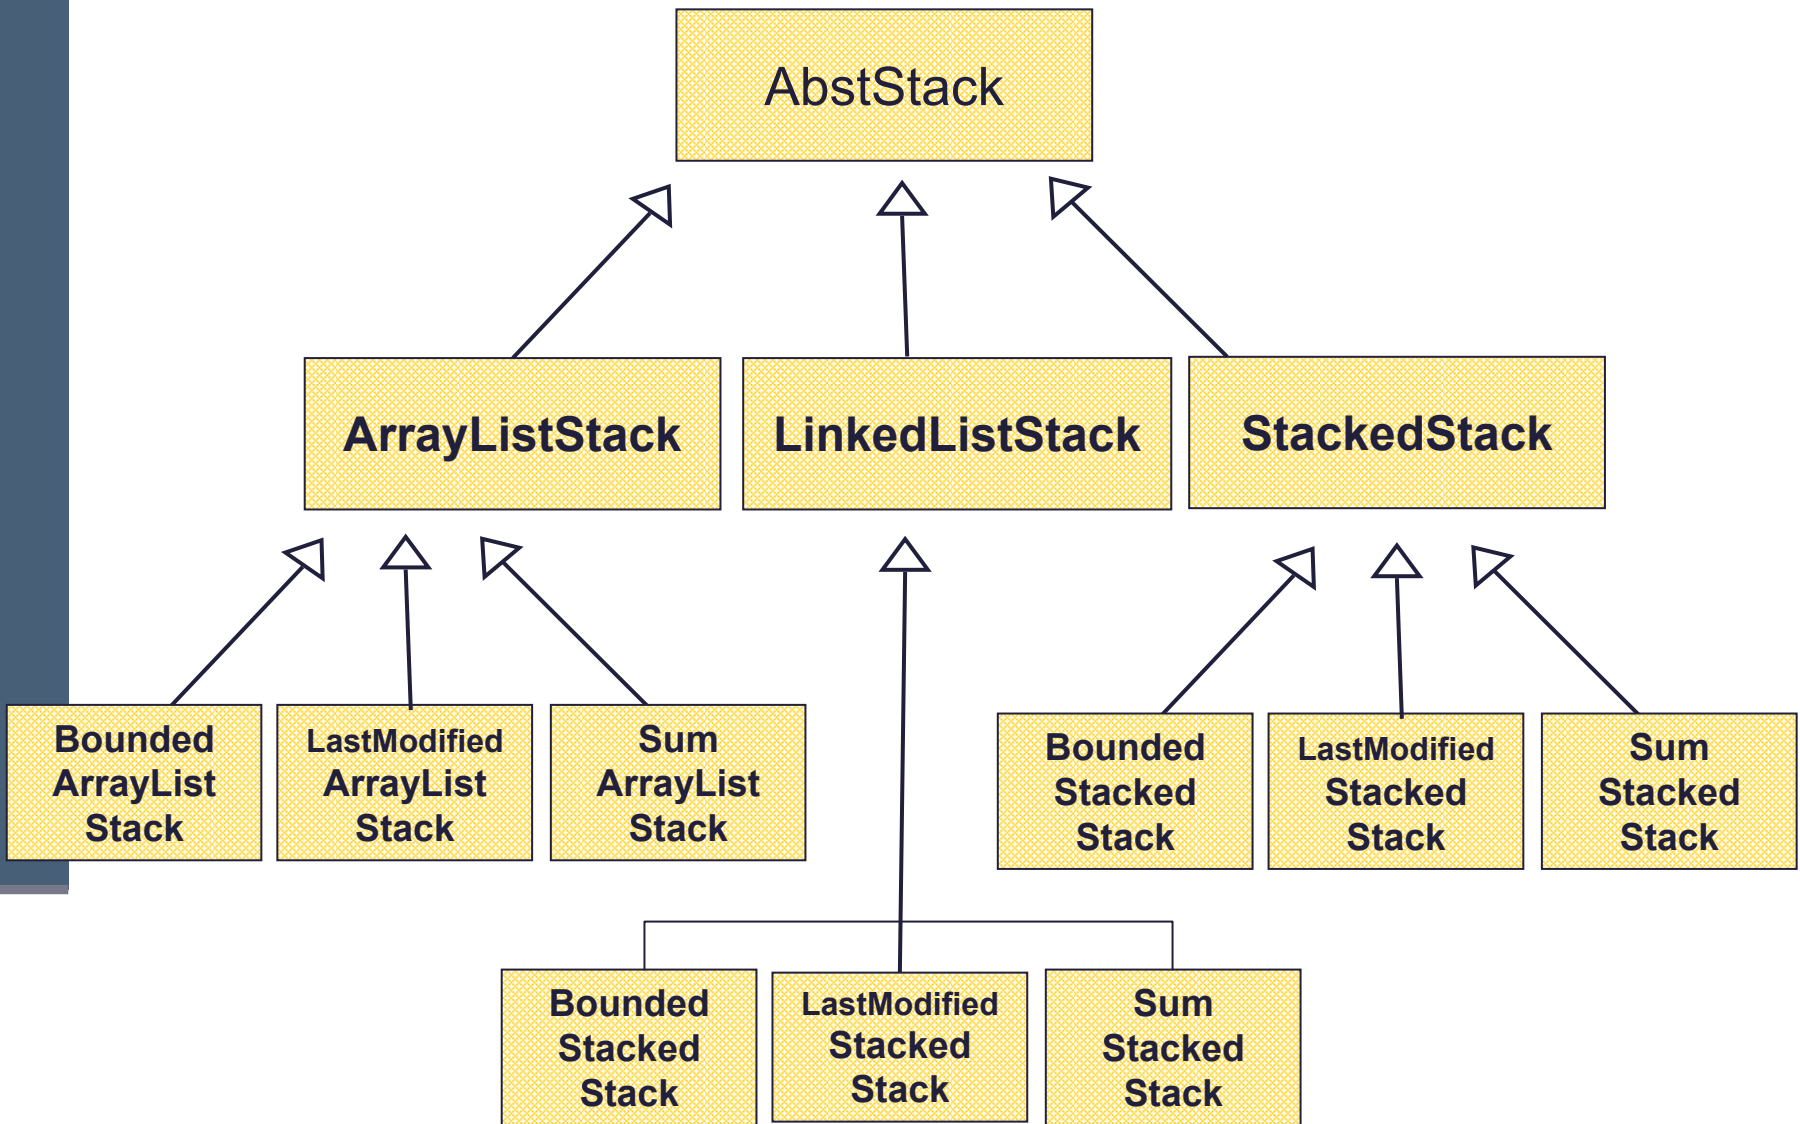 AbstStack
ArrayListStack
LinkedListStack
StackedStack
Bounded
ArrayList
Stack
LastModified
ArrayList
Stack
Sum
ArrayList
Stack
Bounded
Stacked
Stack
LastModified
Stacked
Stack
Sum
Stacked
Stack
Bounded
Stacked
Stack
LastModified
Stacked
Stack
Sum
Stacked
Stack